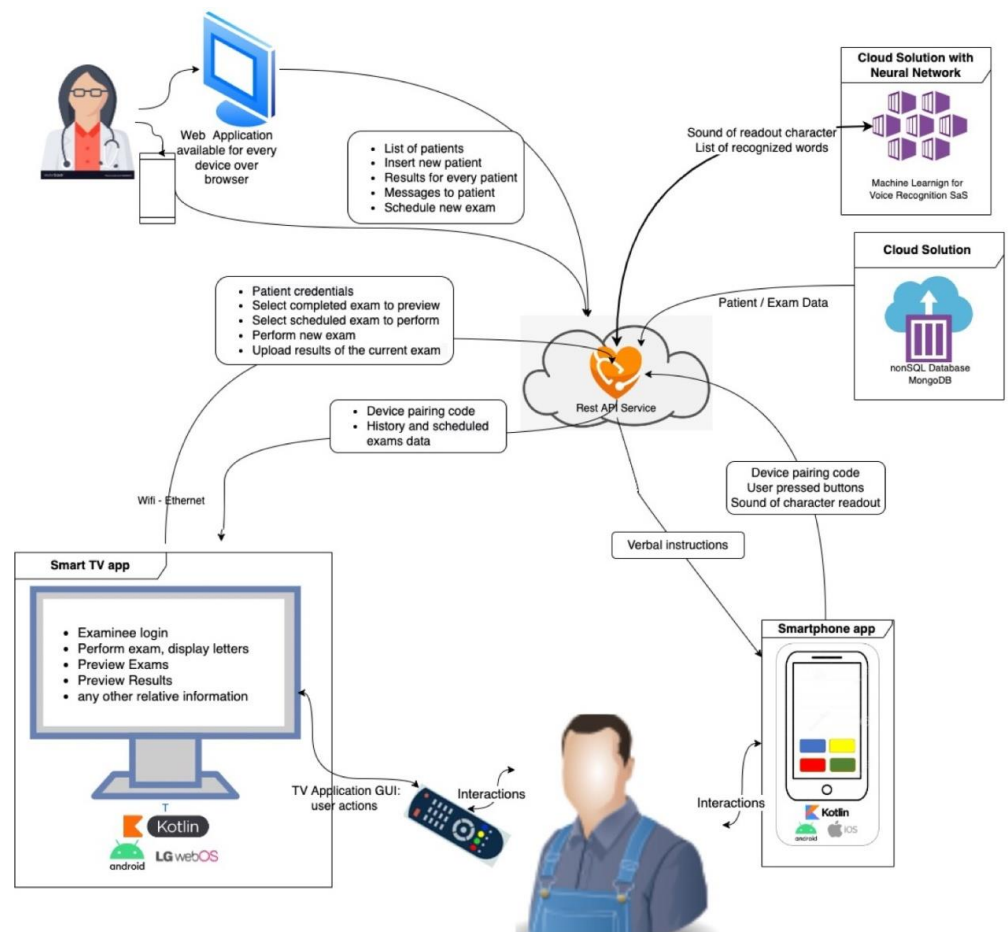 Cloud Solution with
Neural Network
Machine Learnign for
Voice Recognition SaS
Web Application
available for every
device over
browser
• List of patients
• Insert new patient
• Results for every patient
• Messages to patient
• Schedule new exam
Sound of readout character
List of recognized words
Cloud Solution
nonSQL Database
MongoDB
Patient / Exam Data
• Patient credentials
• Select completed exam to preview
• Select scheduled exam to perform
• Perform new exam
• Upload results of the current exam
Rest API Service
• Device pairing code
• History and scheduled
exams data
Wifi - Ethernet
Device pairing code
User pressed buttons
Sound of character readout
Verbal instructions
Smart TV app
• Examinee login
• Perform exam, display letters
• Preview Exams
• Preview Results
• any other relative information
T
Kotlin
android
LG webOS
TV Application GUI:
user actions
Interactions
Interactions
Smartphone app
Kotlin
android
iOS